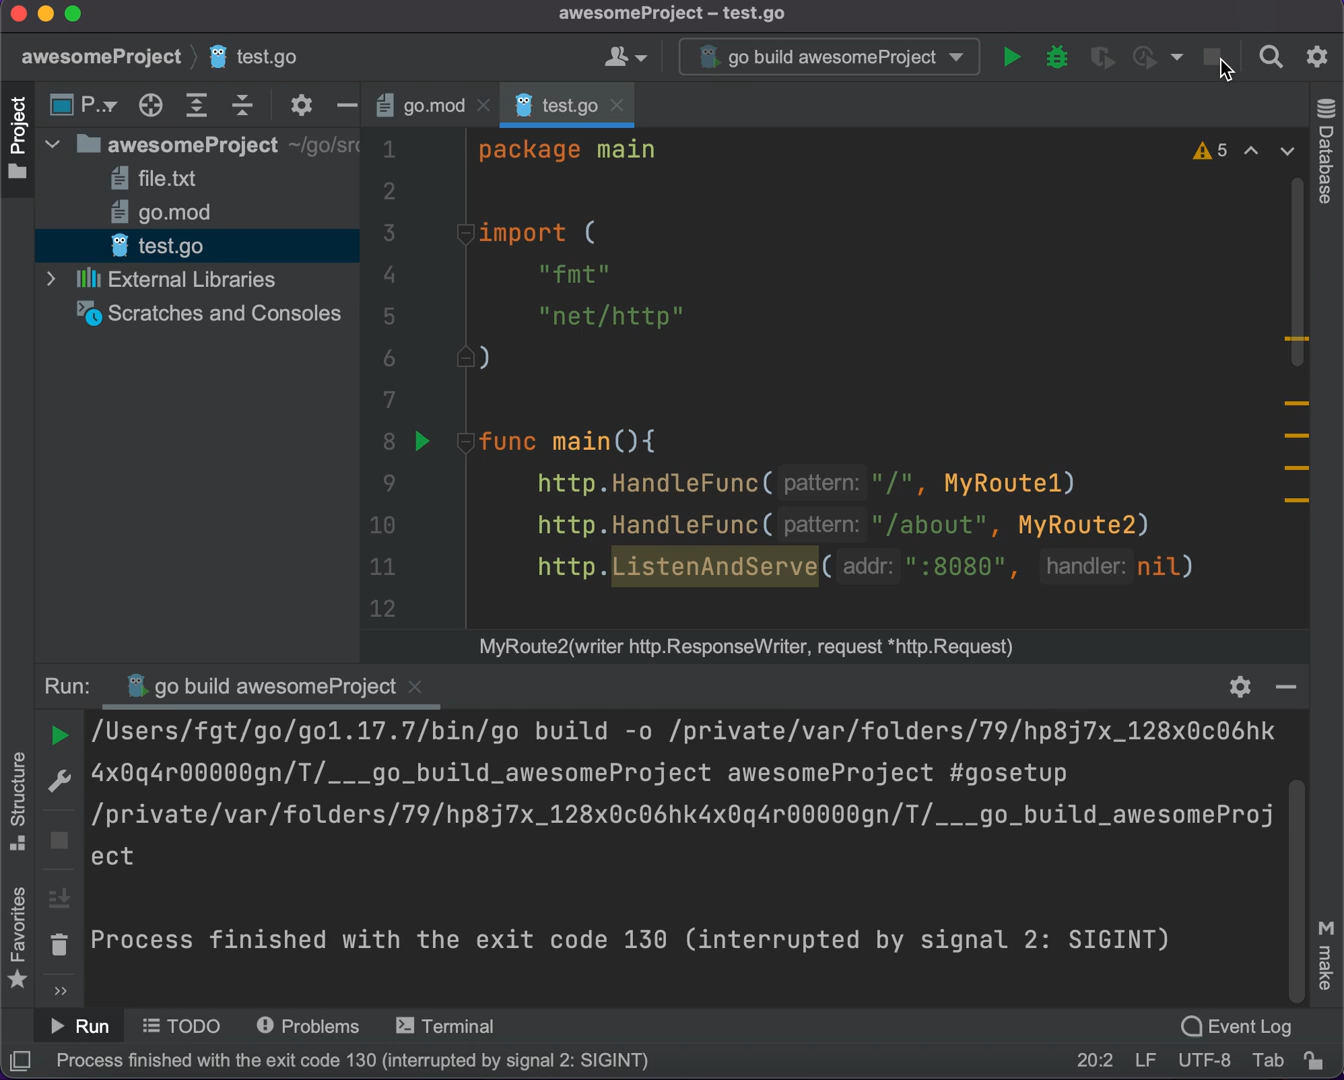 awesomeProject – test.go
awesomeProject test.go go build awesomeProject
Project P.. go.mod test.go
awesomeProject ~/go/src
file.txt
go.mod
test.go
External Libraries
Scratches and Consoles
1 package main
2
3 import (
4 "fmt"
5 "net/http"
6 )
7
8 func main(){
9 http.HandleFunc( pattern: "/", MyRoute1)
10 http.HandleFunc( pattern: "/about", MyRoute2)
11 http.ListenAndServe( addr: ":8080", handler: nil)
12
MyRoute2(writer http.ResponseWriter, request *http.Request)
5
Database
Run: go build awesomeProject
/Users/fgt/go/go1.17.7/bin/go build -o /private/var/folders/79/hp8j7x_128x0c06hk
4x0q4r00000gn/T/___go_build_awesomeProject awesomeProject #gosetup
/private/var/folders/79/hp8j7x_128x0c06hk4x0q4r00000gn/T/___go_build_awesomeProj
ect
Process finished with the exit code 130 (interrupted by signal 2: SIGINT)
Structure
Favorites
make
Run TODO Problems Terminal Event Log
Process finished with the exit code 130 (interrupted by signal 2: SIGINT) 20:2 LF UTF-8 Tab